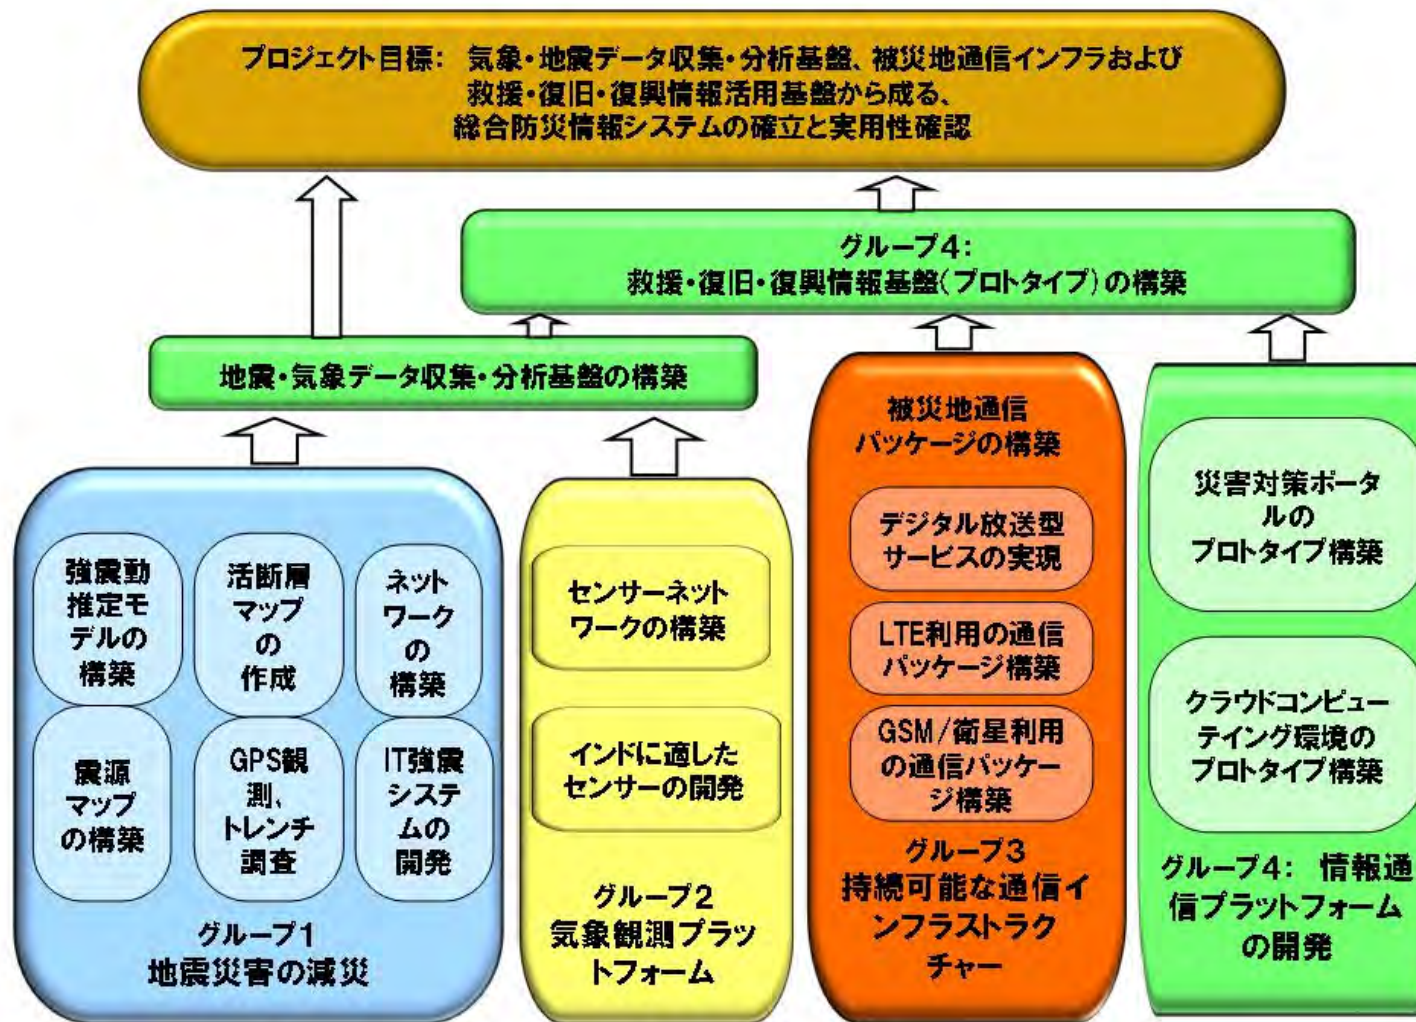 プロジェクト目標: 気象・地震データ収集・分析基盤、被災地通信インフラおよび
救援・復旧・復興情報活用基盤から成る、
総合防災情報システムの確立と実用性確認
グループ4:
救援・復旧・復興情報基盤(プロトタイプ)の構築
地震・気象データ収集・分析基盤の構築
強震動
推定モ
デルの
構築
活断層
マップ
の
作成
ネット
ワーク
の
構築
震源
マップ
の構築
GPS観
測、
トレンチ
調査
IT強震
システ
ムの
開発
グループ1
地震災害の減災
センサーネット
ワークの構築
インドに適した
センサーの開発
グループ2
気象観測プラッ
トフォーム
被災地通信
パッケージの構築
デジタル放送型
サービスの実現
LTE利用の通信
パッケージ構築
GSM/衛星利用
の通信パッケー
ジ構築
グループ3
持続可能な通信イ
ンフラストラク
チャー
災害対策ポータ
ルの
プロトタイプ構築
クラウドコンピュー
テイング環境の
プロトタイプ構築
グループ4: 情報通
信プラットフォーム
の開発